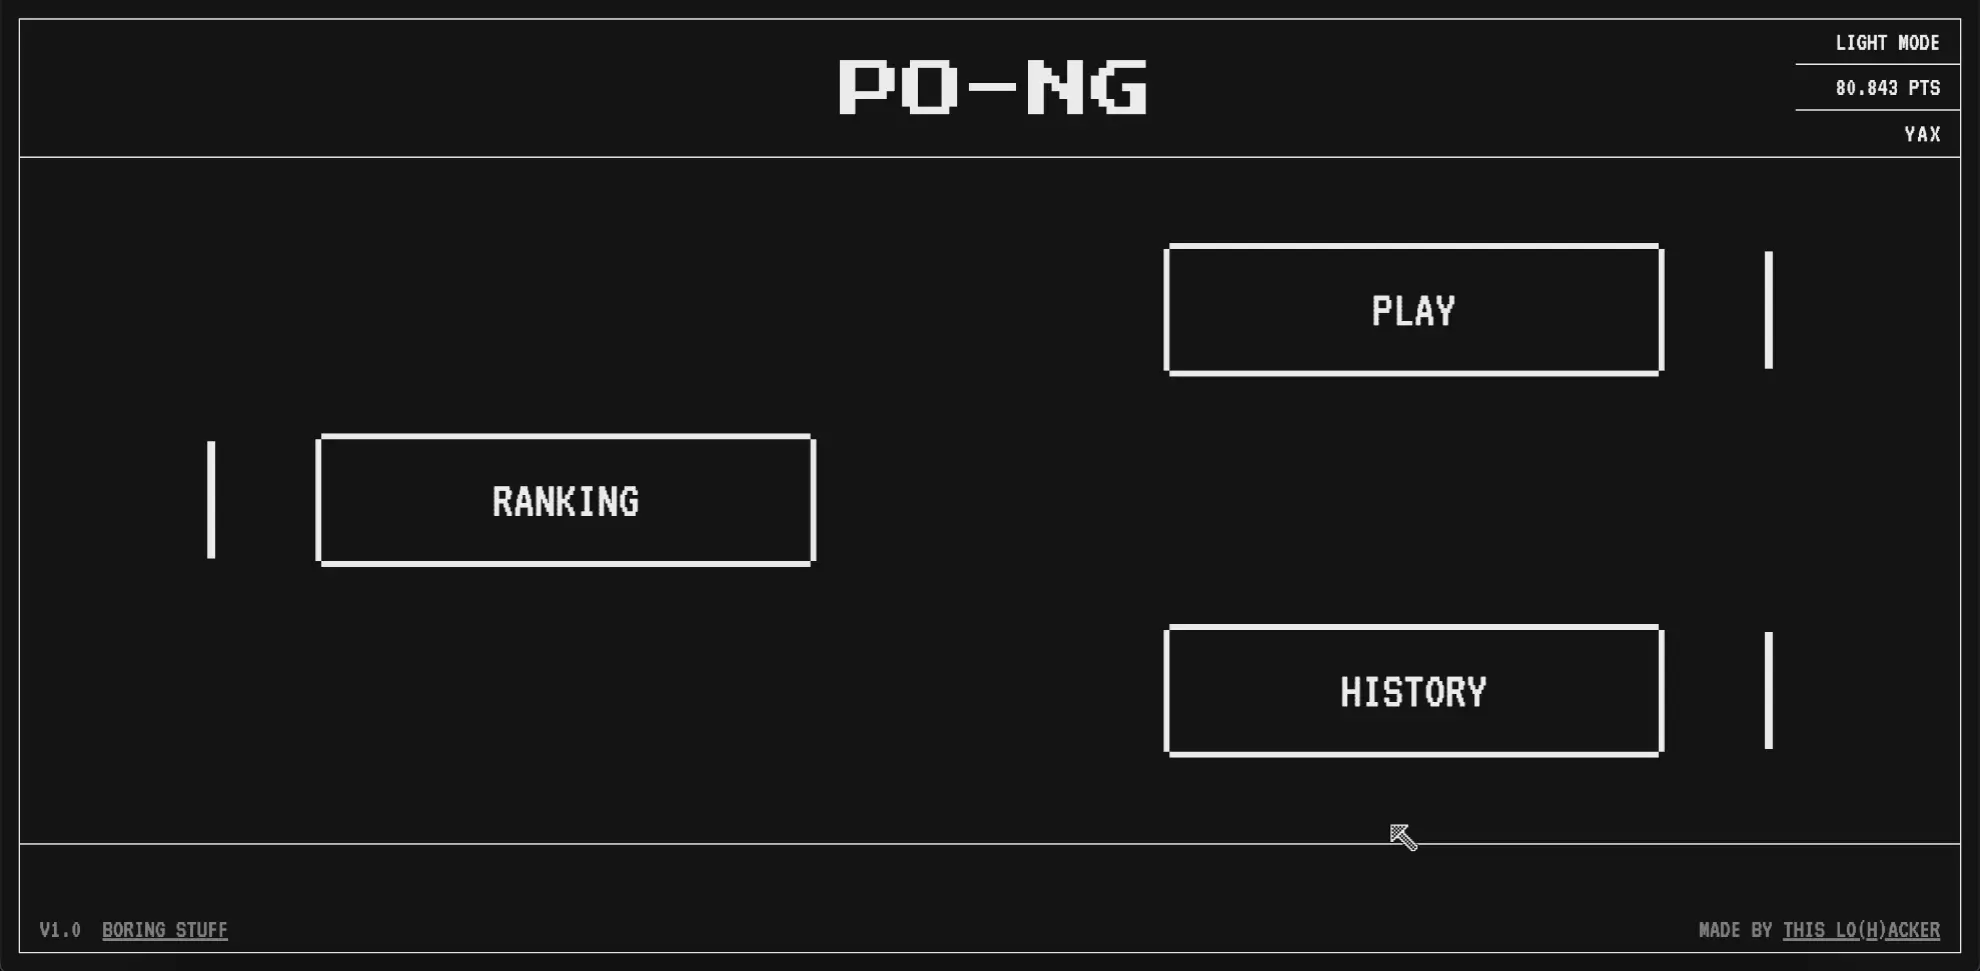 PO-NG
LIGHT MODE
80.843 PTS
YAX
PLAY
RANKING
HISTORY
V1.0 BORING STUFF
MADE BY THIS LO(H)ACKER